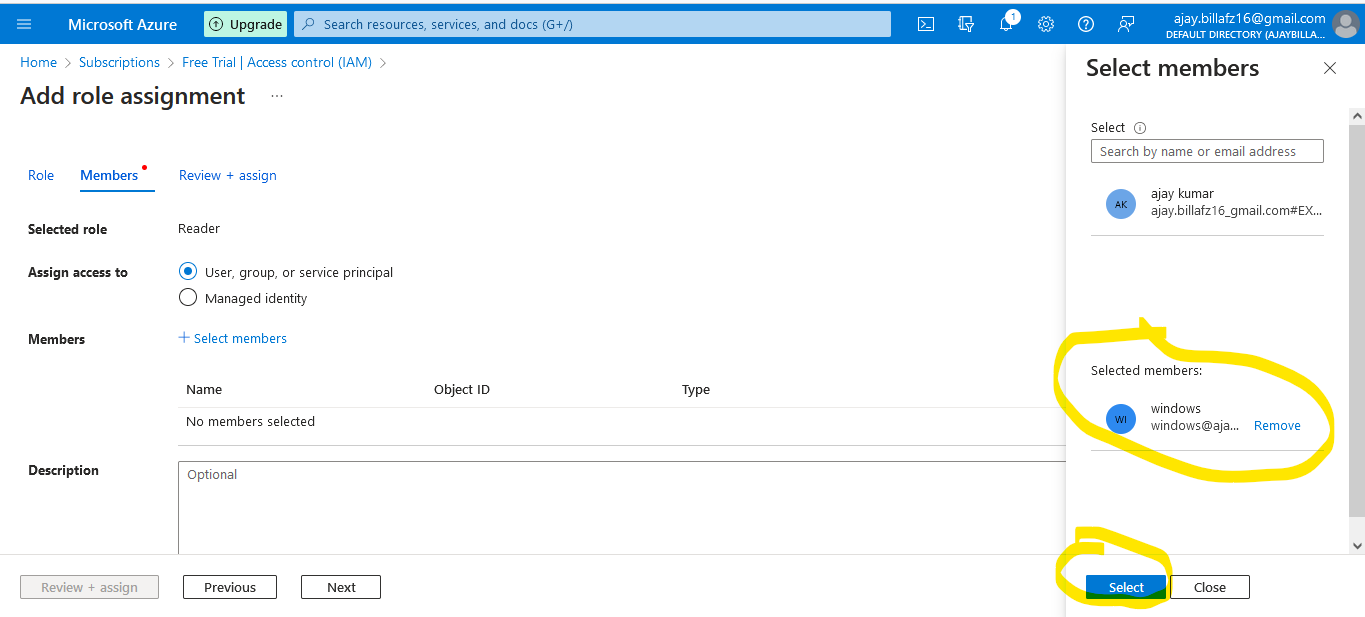 Microsoft Azure
Upgrade
Search resources, services, and docs (G+/)
1
ajay.billafz16@gmail.com
DEFAULT DIRECTORY (AJAYBILLA...
Home > Subscriptions > Free Trial | Access control (IAM) >
Add role assignment ...
Role
Members
Review + assign
Selected role
Reader
Assign access to
User, group, or service principal
Managed identity
Members
+ Select members
Name
Object ID
Type
No members selected
Description
Optional
Review + assign
Previous
Next
Select members
Select
Search by name or email address
AK
ajay kumar
ajay.billafz16_gmail.com#EX...
Selected members:
WI
windows
windows@aja...
Remove
Select
Close